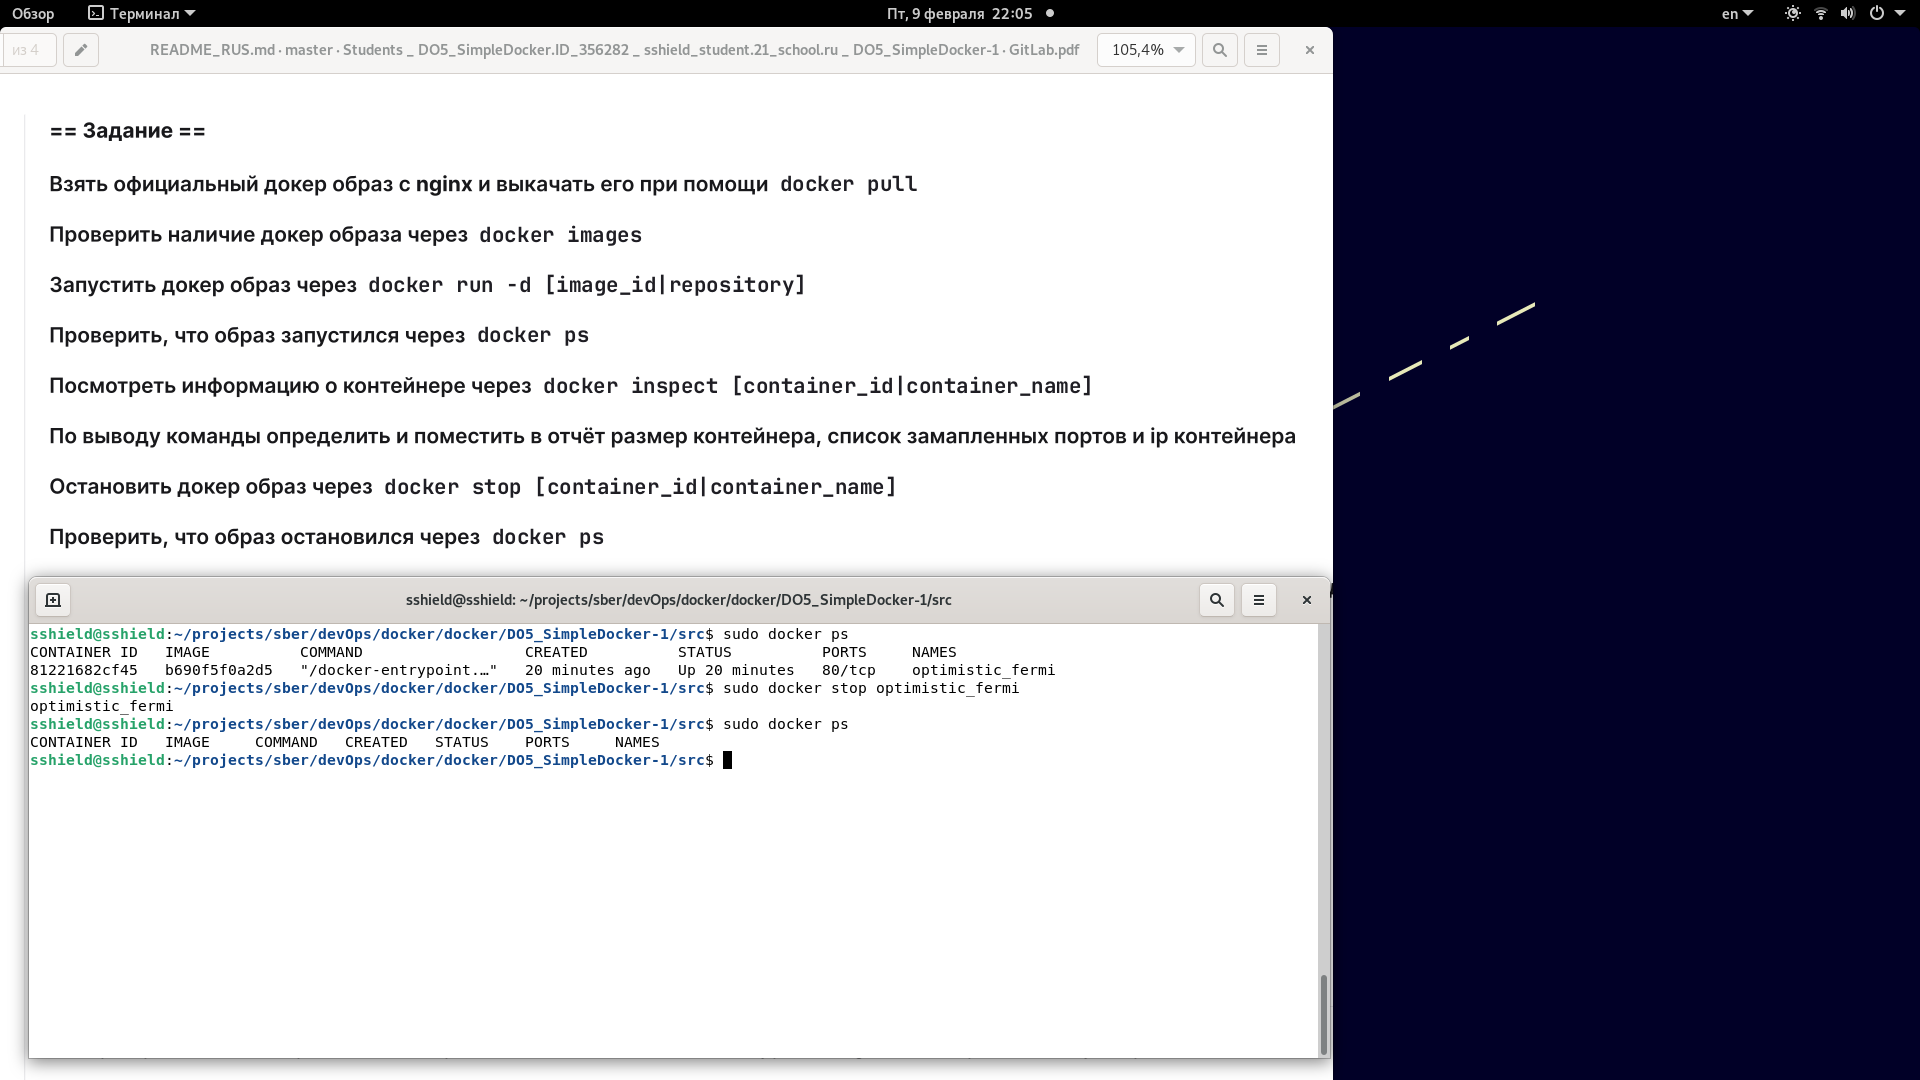 Обзор
Терминал
Пт, 9 февраля 22:05
en
из 4
README_RUS.md · master · Students _ DO5_SimpleDocker.ID_356282 _ sshield_student.21_school.ru _ DO5_SimpleDocker-1 · GitLab.pdf
105,4%
== Задание ==
Взять официальный докер образ с nginx и выкачать его при помощи docker pull
Проверить наличие докер образа через docker images
Запустить докер образ через docker run -d [image_id|repository]
Проверить, что образ запустился через docker ps
Посмотреть информацию о контейнере через docker inspect [container_id|container_name]
По выводу команды определить и поместить в отчёт размер контейнера, список замапленных портов и ip контейнера
Остановить докер образ через docker stop [container_id|container_name]
Проверить, что образ остановился через docker ps
sshield@sshield: ~/projects/sber/devOps/docker/docker/DO5_SimpleDocker-1/src
sshield@sshield:~/projects/sber/devOps/docker/docker/DO5_SimpleDocker-1/src$ sudo docker ps
CONTAINER ID   IMAGE          COMMAND                  CREATED          STATUS          PORTS     NAMES
81221682cf45   b690f5f0a2d5   "/docker-entrypoint.…"   20 minutes ago   Up 20 minutes   80/tcp    optimistic_fermi
sshield@sshield:~/projects/sber/devOps/docker/docker/DO5_SimpleDocker-1/src$ sudo docker stop optimistic_fermi
optimistic_fermi
sshield@sshield:~/projects/sber/devOps/docker/docker/DO5_SimpleDocker-1/src$ sudo docker ps
CONTAINER ID   IMAGE     COMMAND   CREATED   STATUS    PORTS     NAMES
sshield@sshield:~/projects/sber/devOps/docker/docker/DO5_SimpleDocker-1/src$